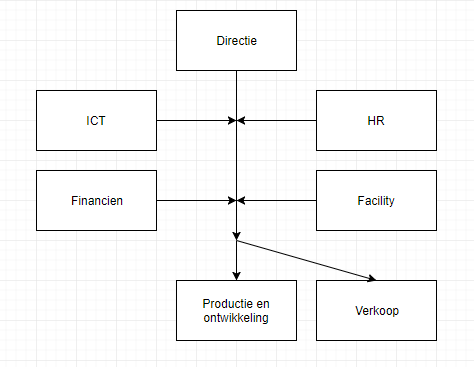 Directie
ICT
HR
Financien
Facility
Productie en
ontwikkeling
Verkoop